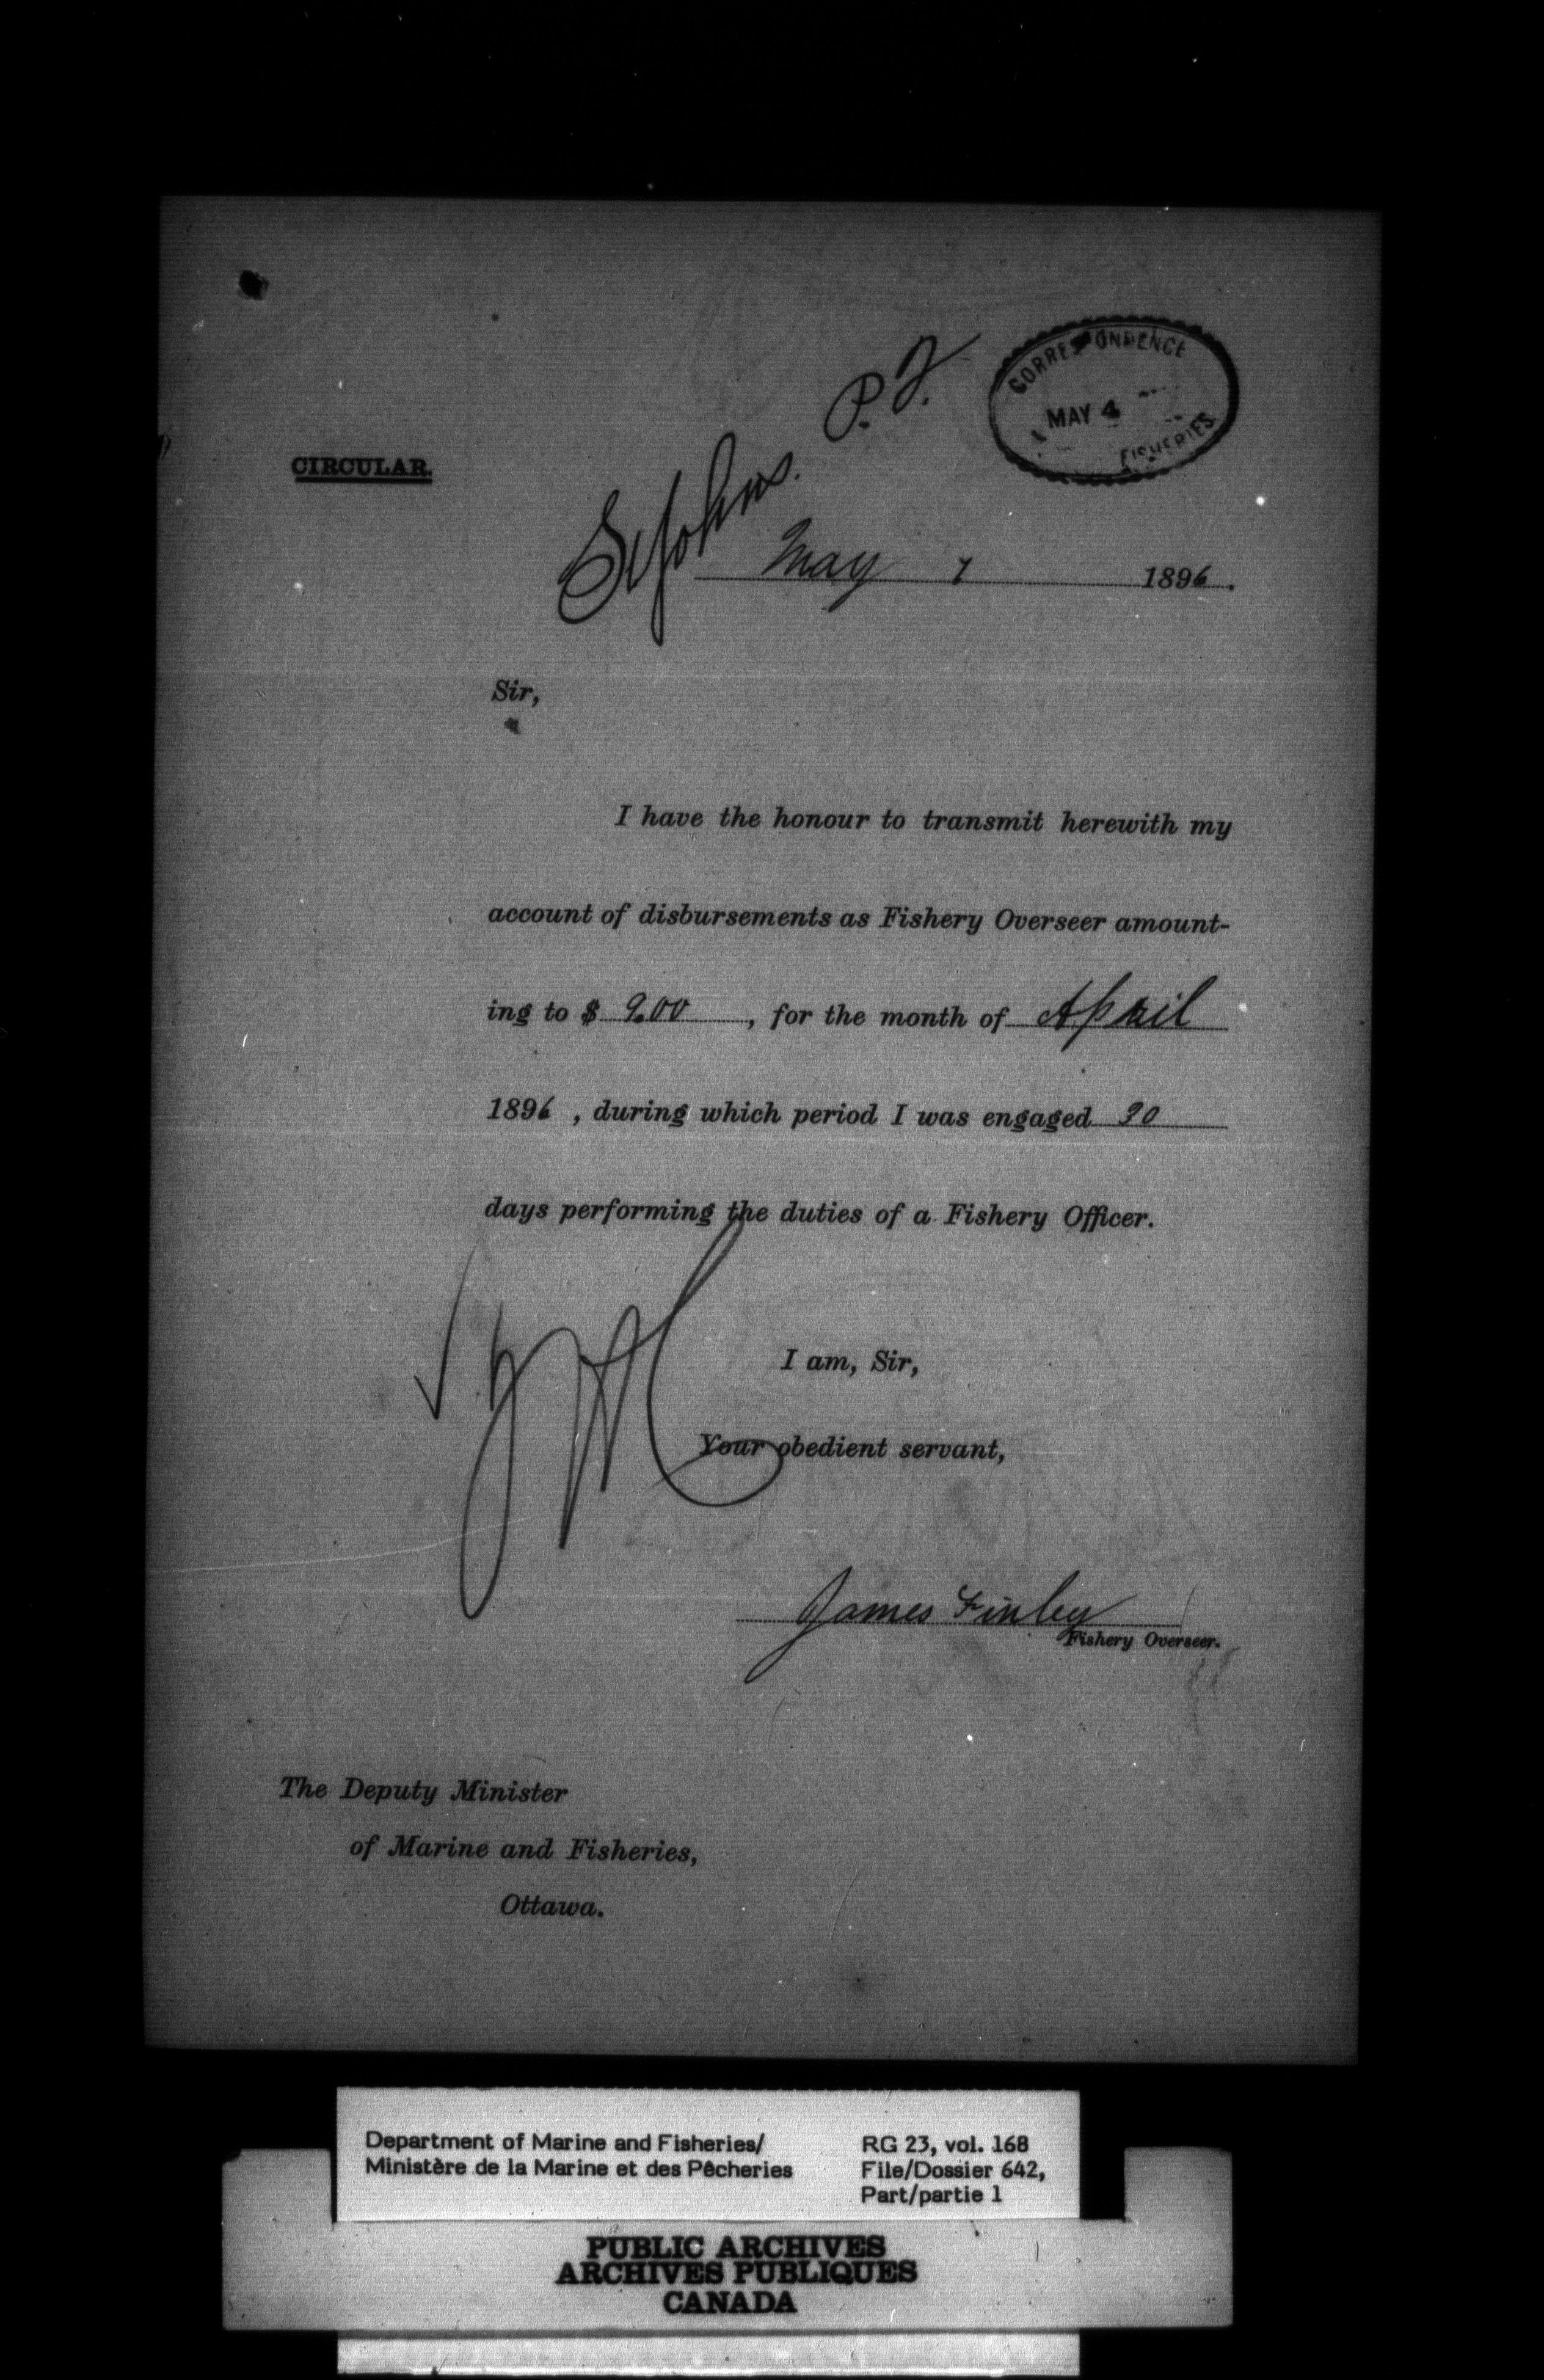 CORRESPONDENCE
MAY 4
FISHERIES
P.Q.
CIRCULAR.
St Johns.
May 1 1896.
Sir,
I have the honour to transmit herewith my
account of disbursements as Fishery Overseer amount-
ing to $ 9.00 , for the month of April
1896 , during which period I was engaged 30
days performing the duties of a Fishery Officer.
I am, Sir,
Your obedient servant,
James Finley
Fishery Overseer.
The Deputy Minister
of Marine and Fisheries,
Ottawa.
Department of Marine and Fisheries/
Ministère de la Marine et des Pêcheries
RG 23, vol. 168
File/Dossier 642,
Part/partie 1
PUBLIC ARCHIVES
ARCHIVES PUBLIQUES
CANADA